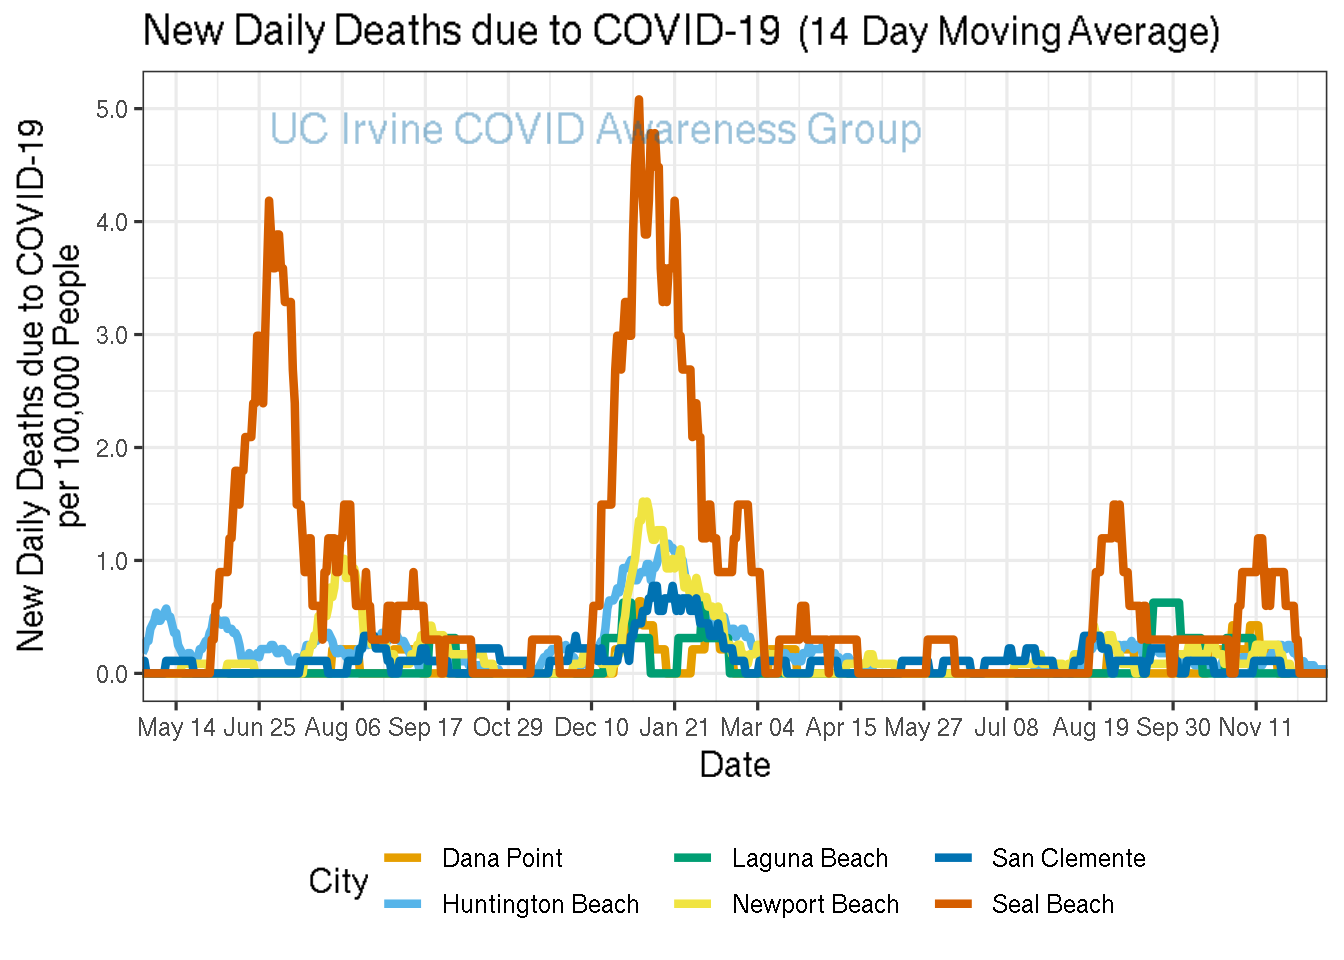 New Daily Deaths due to COVID-19 (14 Day Moving Average)
UC Irvine COVID Awareness Group
New Daily Deaths due to COVID-19
per 100,000 People
5.0
4.0
3.0
2.0
1.0
0.0
May 14 Jun 25 Aug 06 Sep 17 Oct 29 Dec 10 Jan 21 Mar 04 Apr 15 May 27 Jul 08 Aug 19 Sep 30 Nov 11
Date
City
Dana Point Laguna Beach San Clemente
Huntington Beach Newport Beach Seal Beach